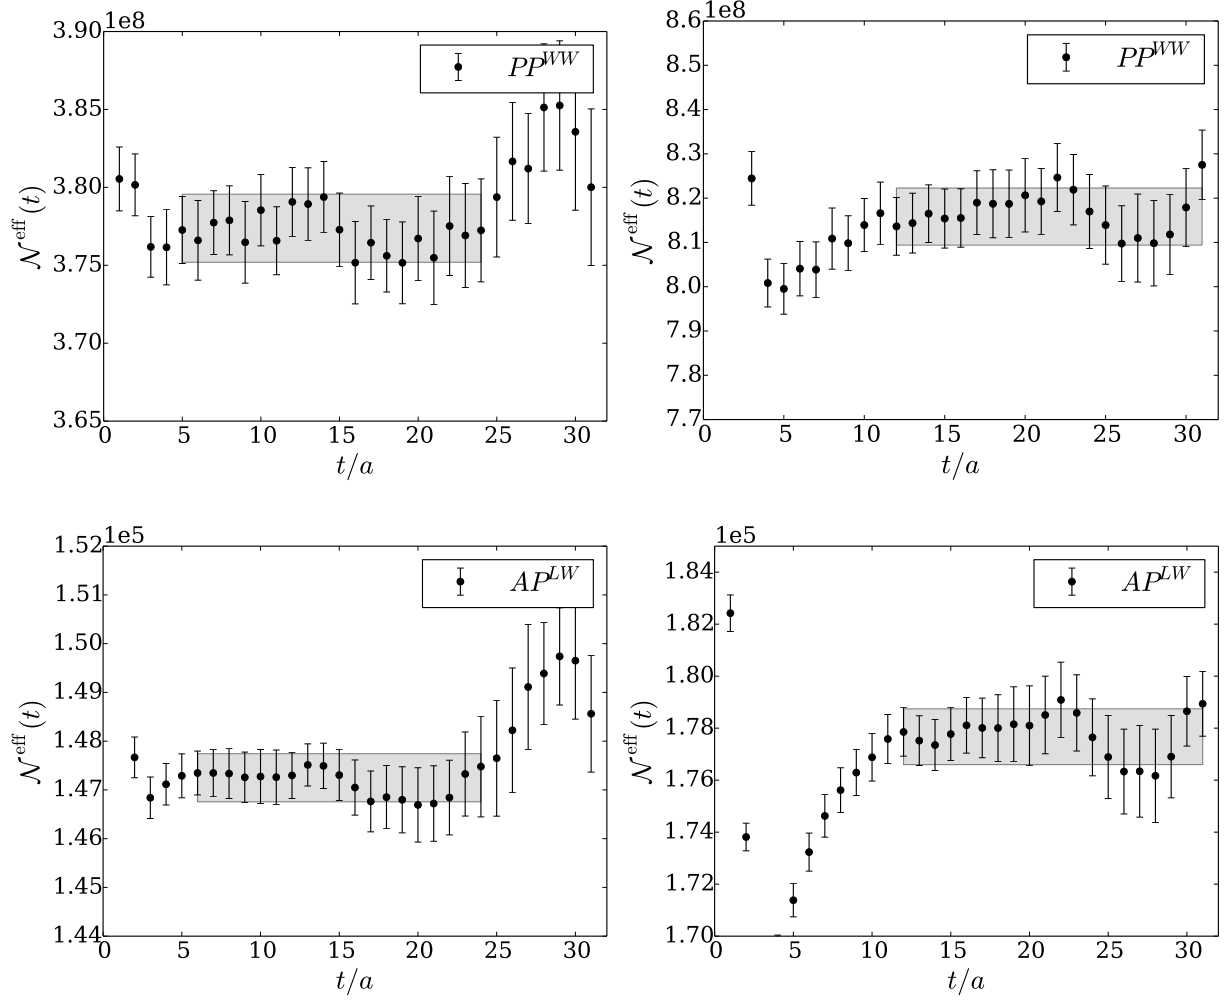 1e8
3.90
3.85
3.80
3.75
3.70
3.65
0 5 10 15 20 25 30
t/a
𝒩^eff(t)
PP^WW
1e8
8.6
8.5
8.4
8.3
8.2
8.1
8.0
7.9
7.8
7.7
0 5 10 15 20 25 30
t/a
𝒩^eff(t)
PP^WW
1e5
1.52
1.51
1.50
1.49
1.48
1.47
1.46
1.45
1.44
0 5 10 15 20 25 30
t/a
𝒩^eff(t)
AP^LW
1e5
1.84
1.82
1.80
1.78
1.76
1.74
1.72
1.70
0 5 10 15 20 25 30
t/a
𝒩^eff(t)
AP^LW